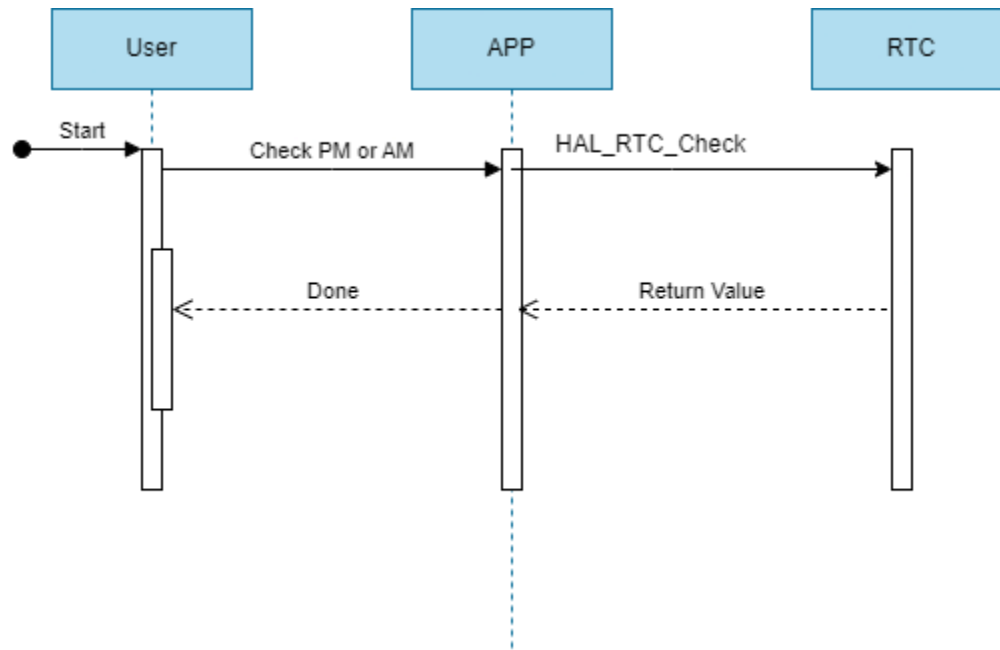 User
APP
RTC
Start
Check PM or AM
HAL_RTC_Check
Done
Return Value